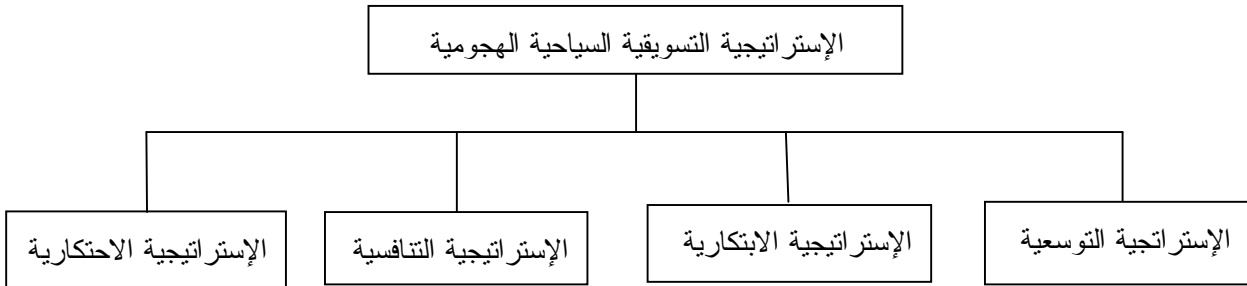 الإستراتيجية التسويقية السياحية الهجومية
الإستراتجية التوسعية
الإستراتيجية الابتكارية
الإستراتيجية التنافسية
الإستراتيجية الاحتكارية